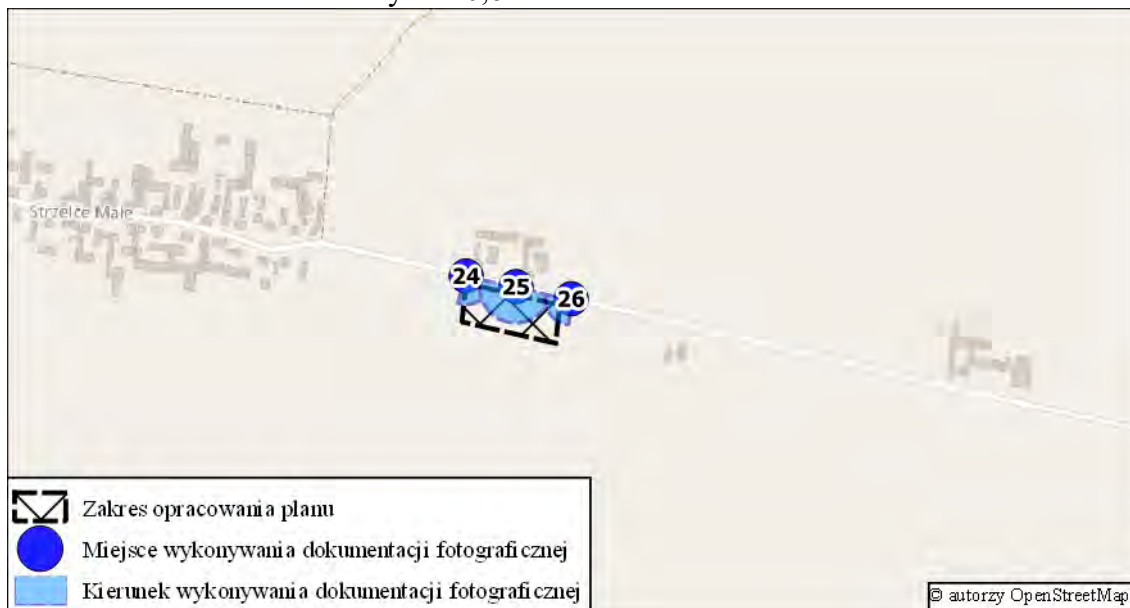 Strzelce Małe
24
25
26
Zakres opracowania planu
Miejsce wykonywania dokumentacji fotograficznej
Kierunek wykonywania dokumentacji fotograficznej
© autorzy OpenStreetMap